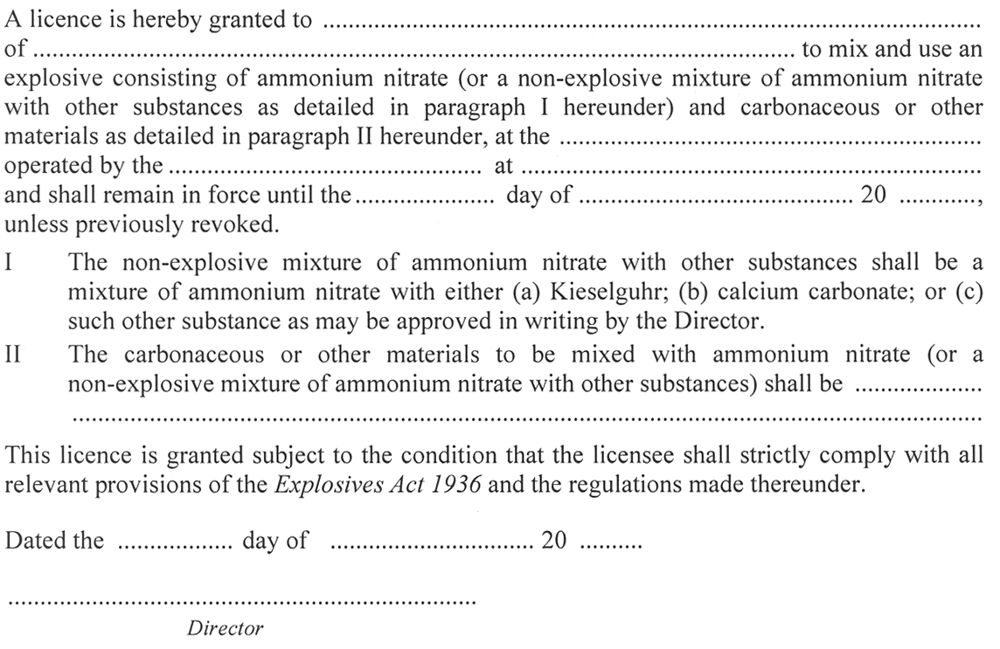 A licence is hereby granted to ....................................................................................................
of .................................................................................................................... to mix and use an
explosive consisting of ammonium nitrate (or a non-explosive mixture of ammonium nitrate
with other substances as detailed in paragraph I hereunder) and carbonaceous or other
materials as detailed in paragraph II hereunder, at the ................................................................
operated by the ................................................ at ......................................................................
and shall remain in force until the..................... day of .......................................... 20 ............,
unless previously revoked.
I The non-explosive mixture of ammonium nitrate with other substances shall be a
mixture of ammonium nitrate with either (a) Kieselguhr; (b) calcium carbonate; or (c)
such other substance as may be approved in writing by the Director.
II The carbonaceous or other materials to be mixed with ammonium nitrate (or a
non-explosive mixture of ammonium nitrate with other substances) shall be ...................
............................................................................................................................................
This licence is granted subject to the condition that the licensee shall strictly comply with all
relevant provisions of the Explosives Act 1936 and the regulations made thereunder.
Dated the .................. day of ............................... 20 ..........
........................................................................
Director